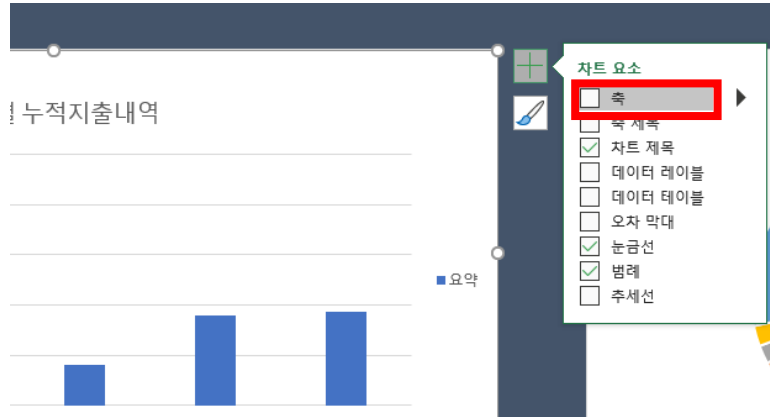 차트 요소
축
축 제목
누적지출내역
차트 제목
데이터 레이블
데이터 테이블
오차 막대
눈금선
범례
요약
추세선